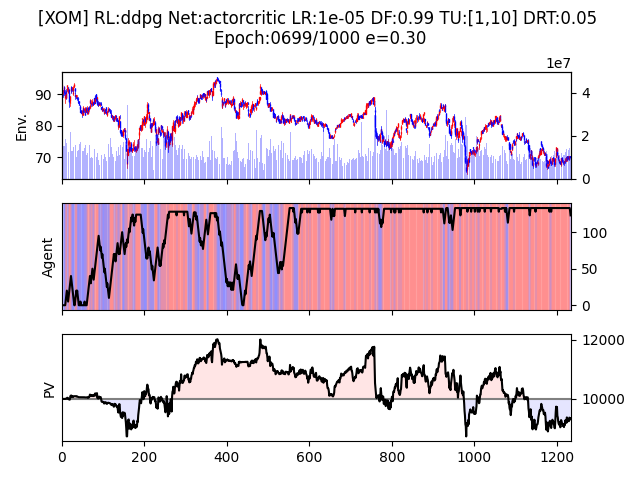 [XOM] RL:ddpg Net:actorcritic LR:1e-05 DF:0.99 TU:[1,10] DRT:0.05
Epoch:0699/1000 e=0.30
1e7
Env.
90
80
70
4
2
0
Agent
100
50
0
PV
12000
10000
0 200 400 600 800 1000 1200